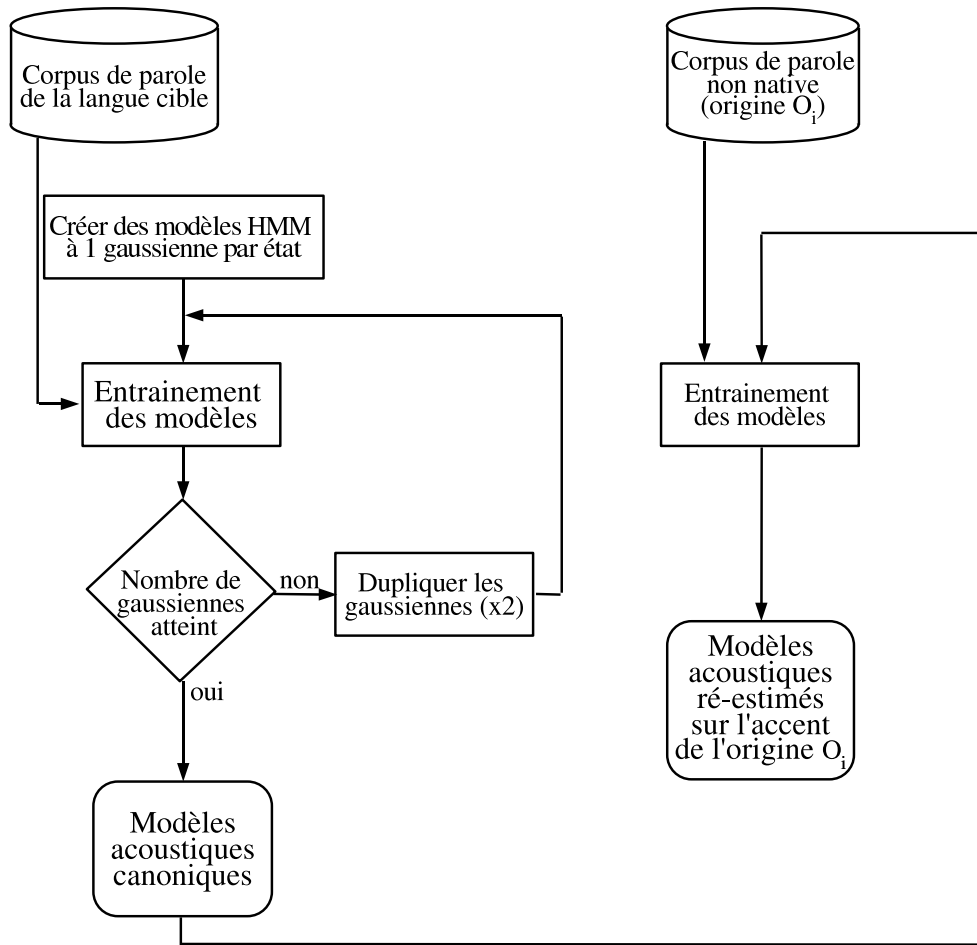 Corpus de parole
de la langue cible
Créer des modèles HMM
à 1 gaussienne par état
Entrainement
des modèles
Nombre de
gaussiennes
atteint
non
Dupliquer les
gaussiennes (x2)
oui
Modèles
acoustiques
canoniques
Corpus de parole
non native
(origine Oi)
Entrainement
des modèles
Modèles
acoustiques
ré-estimés
sur l'accent
de l'origine Oi